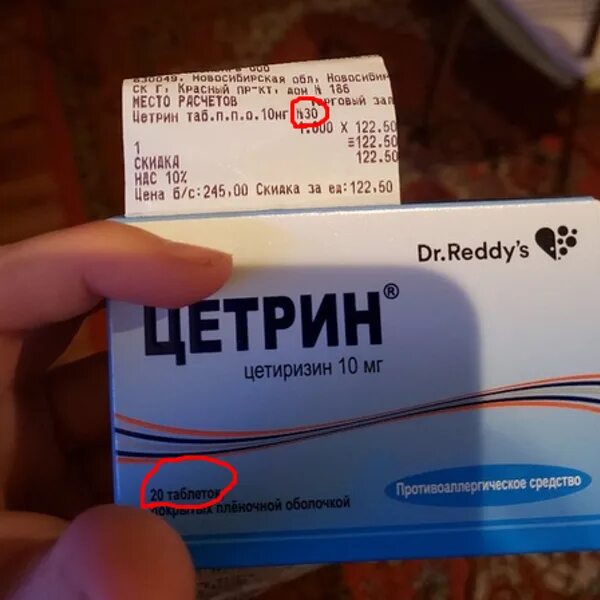 630049, Новосибирская обл, Новосибир
ск г, Красный пр-кт, дом № 186
МЕСТО РАСЧЕТОВ Торговый зал
Цетрин таб.п.п.о.10мг №30
1.000 X 122.50
1 ≡122.50
СКИДКА 122.50
НДС 10%
Цена б/с:245,00 Скидка за ед:122,50
Dr.Reddy's
ЦЕТРИН®
цетиризин 10 мг
20 таблеток
покрытых плёночной оболочкой
Противоаллергическое средство